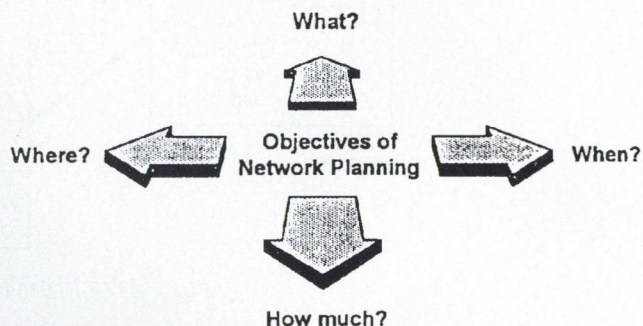 What?
Where?
Objectives of
Network Planning
When?
How much?